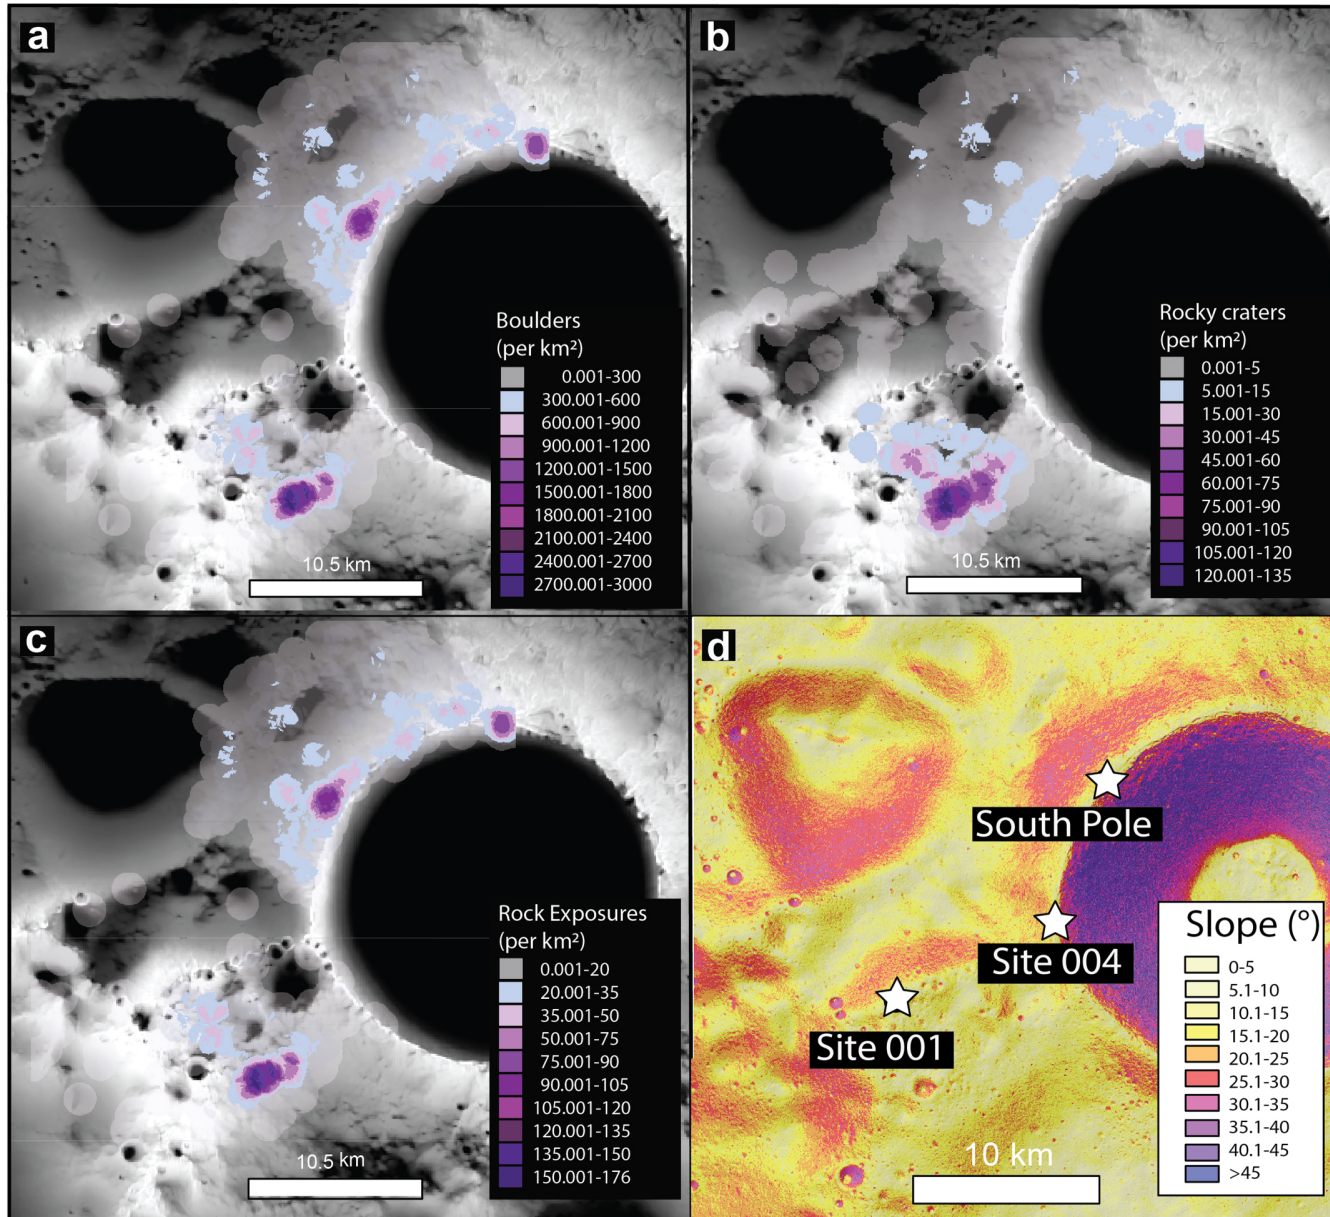 a
Boulders
(per km²)
0.001-300
300.001-600
600.001-900
900.001-1200
1200.001-1500
1500.001-1800
1800.001-2100
2100.001-2400
2400.001-2700
2700.001-3000
10.5 km
b
Rocky craters
(per km²)
0.001-5
5.001-15
15.001-30
30.001-45
45.001-60
60.001-75
75.001-90
90.001-105
105.001-120
120.001-135
10.5 km
c
Rock Exposures
(per km²)
0.001-20
20.001-35
35.001-50
50.001-75
75.001-90
90.001-105
105.001-120
120.001-135
135.001-150
150.001-176
10.5 km
d
South Pole
Site 004
Site 001
Slope (°)
0-5
5.1-10
10.1-15
15.1-20
20.1-25
25.1-30
30.1-35
35.1-40
40.1-45
>45
10 km